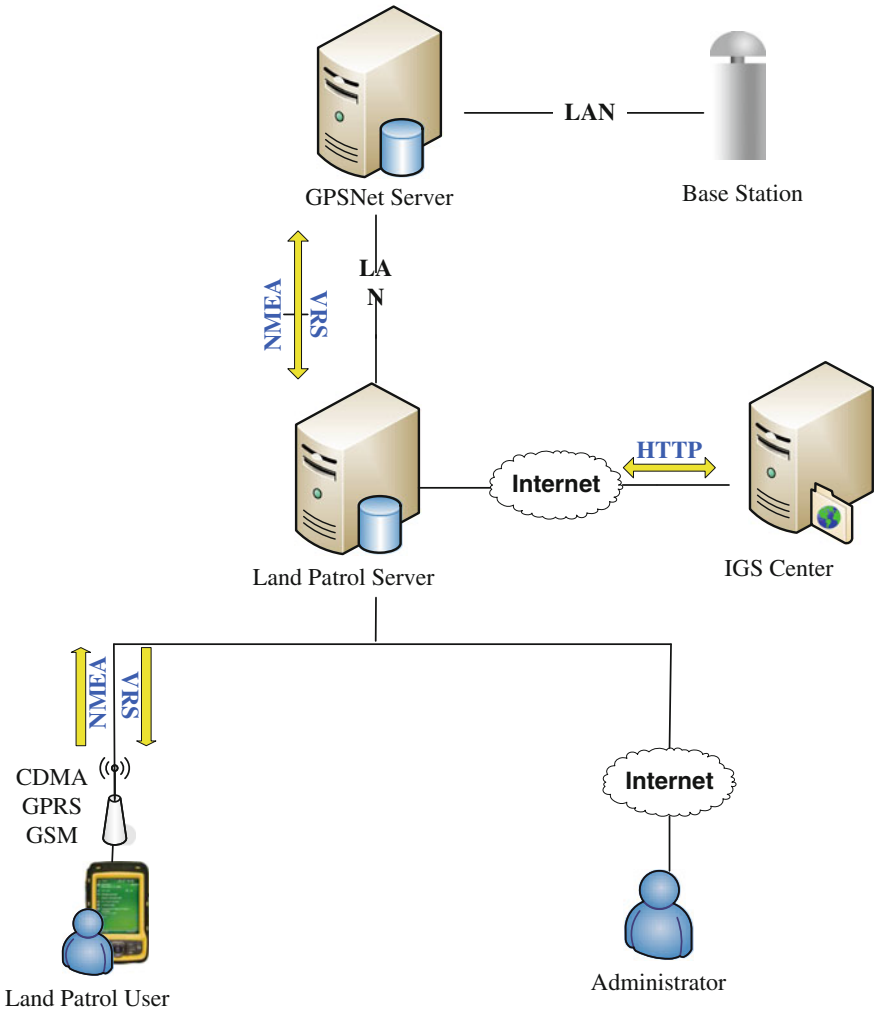 LAN
GPSNet Server
Base Station
NMEA
VRS
LA
N
HTTP
Internet
Land Patrol Server
IGS Center
NMEA
VRS
CDMA
GPRS
GSM
Internet
Land Patrol User
Administrator